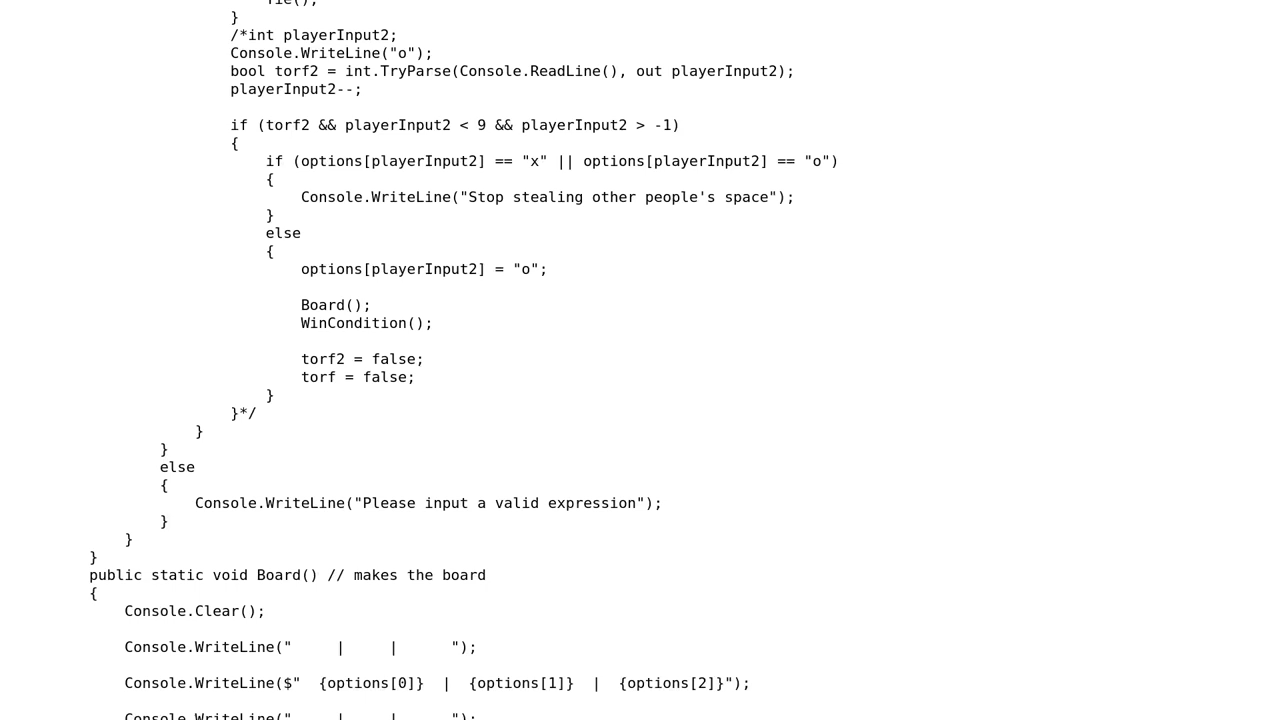 Tie();
}
/*int playerInput2;
Console.WriteLine("o");
bool torf2 = int.TryParse(Console.ReadLine(), out playerInput2);
playerInput2--;
if (torf2 && playerInput2 < 9 && playerInput2 > -1)
{
if (options[playerInput2] == "x" || options[playerInput2] == "o")
{
Console.WriteLine("Stop stealing other people's space");
}
else
{
options[playerInput2] = "o";
Board();
WinCondition();
torf2 = false;
torf = false;
}
}*/
}
}
else
{
Console.WriteLine("Please input a valid expression");
}
}
}
public static void Board() // makes the board
{
Console.Clear();
Console.WriteLine("     |     |      ");
Console.WriteLine($"  {options[0]}  |  {options[1]}  |  {options[2]}");
Console.WriteLine("     |     |      ");